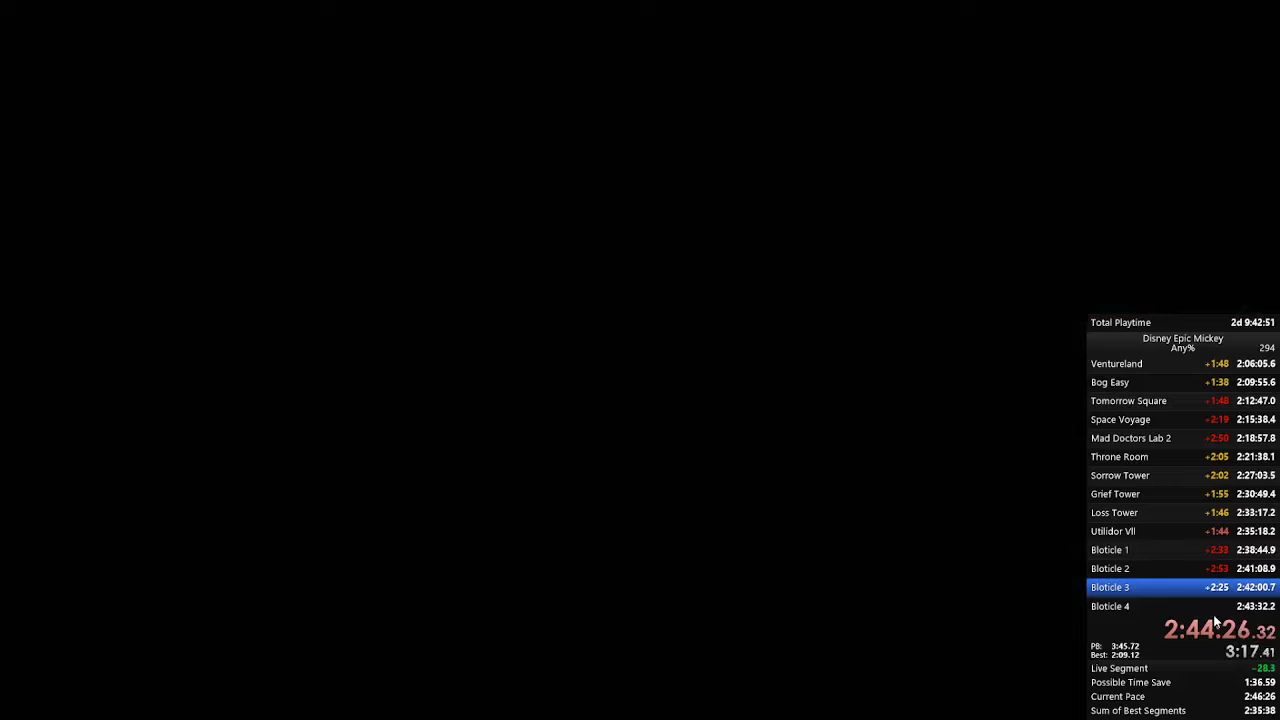 Total Playtime 2d 9:42:51
Disney Epic Mickey
Any% 294
Ventureland +1:48 2:06:05.6
Bog Easy +1:38 2:09:55.6
Tomorrow Square +1:48 2:12:47.0
Space Voyage +2:19 2:15:38.4
Mad Doctors Lab 2 +2:50 2:18:57.8
Throne Room +2:05 2:21:38.1
Sorrow Tower +2:02 2:27:03.5
Grief Tower +1:55 2:30:49.4
Loss Tower +1:46 2:33:17.2
Utilidor Vll +1:44 2:35:18.2
Bloticle 1 +2:33 2:38:44.9
Bloticle 2 +2:53 2:41:08.9
Bloticle 3 +2:25 2:42:00.7
Bloticle 4 2:43:32.2
2:44:26.32
PB: 3:45.72
Best: 2:09.12
3:17.41
Live Segment −28.3
Possible Time Save 1:36.59
Current Pace 2:46:26
Sum of Best Segments 2:35:38